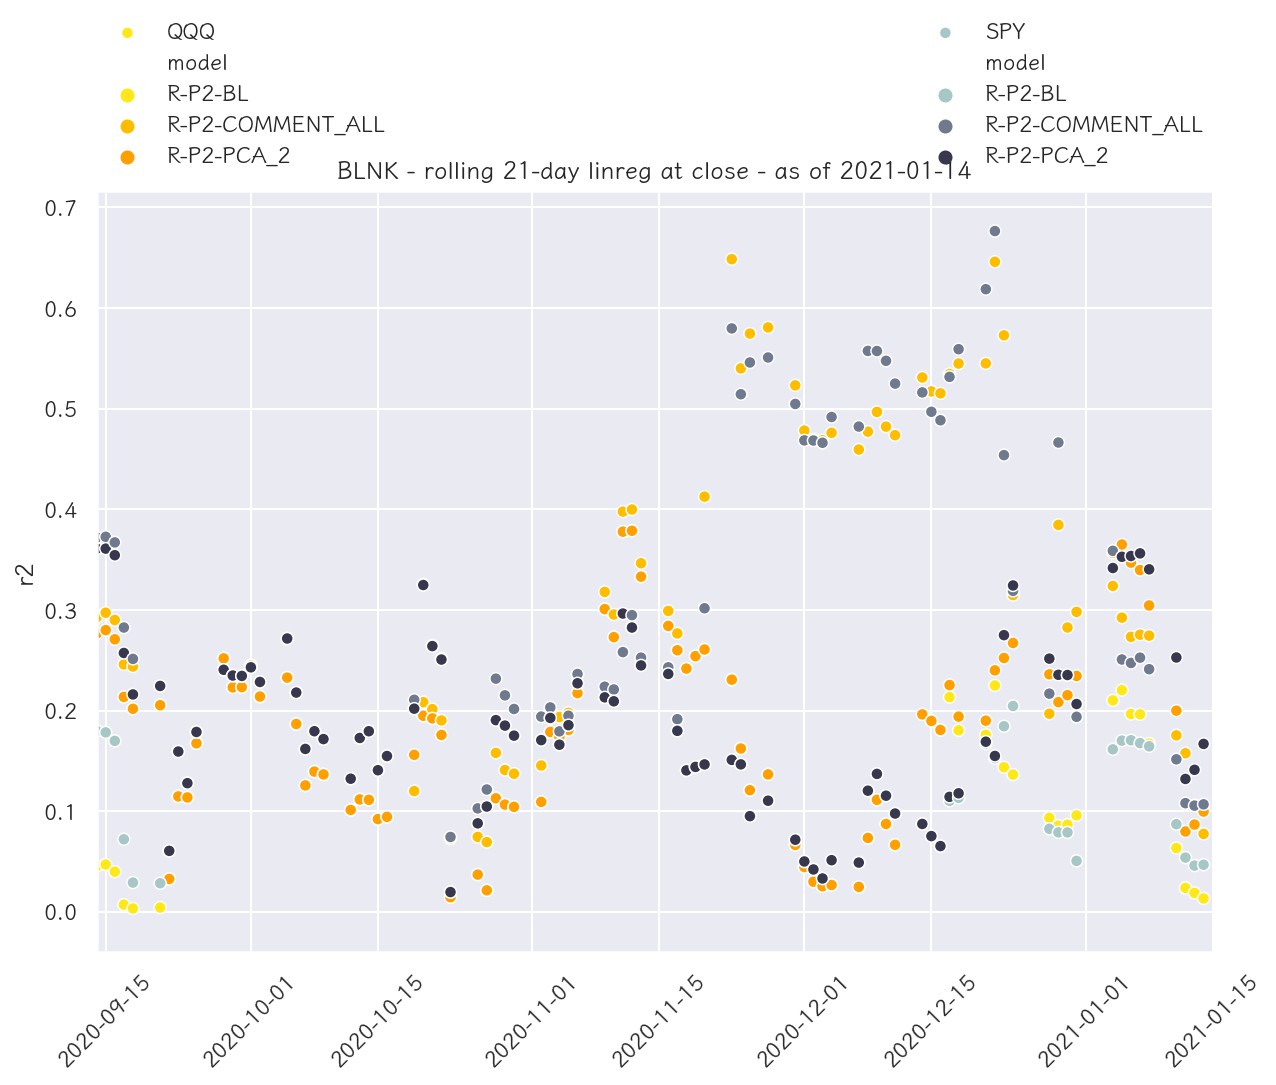 QQQ
model
R-P2-BL
R-P2-COMMENT_ALL
R-P2-PCA_2
SPY
model
R-P2-BL
R-P2-COMMENT_ALL
R-P2-PCA_2
BLNK - rolling 21-day linreg at close - as of 2021-01-14
0.7
0.6
0.5
0.4
0.3
0.2
0.1
0.0
r2
2020-09-15
2020-10-01
2020-10-15
2020-11-01
2020-11-15
2020-12-01
2020-12-15
2021-01-01
2021-01-15